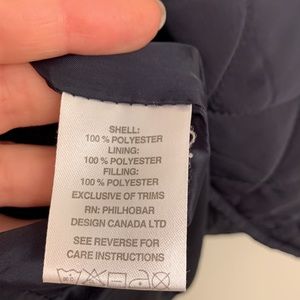 SHELL:
100 % POLYESTER
LINING:
100 % POLYESTER
FILLING:
100 % POLYESTER
EXCLUSIVE OF TRIMS
RN: PHILHOBAR
DESIGN CANADA LTD
SEE REVERSE FOR
CARE INSTRUCTIONS